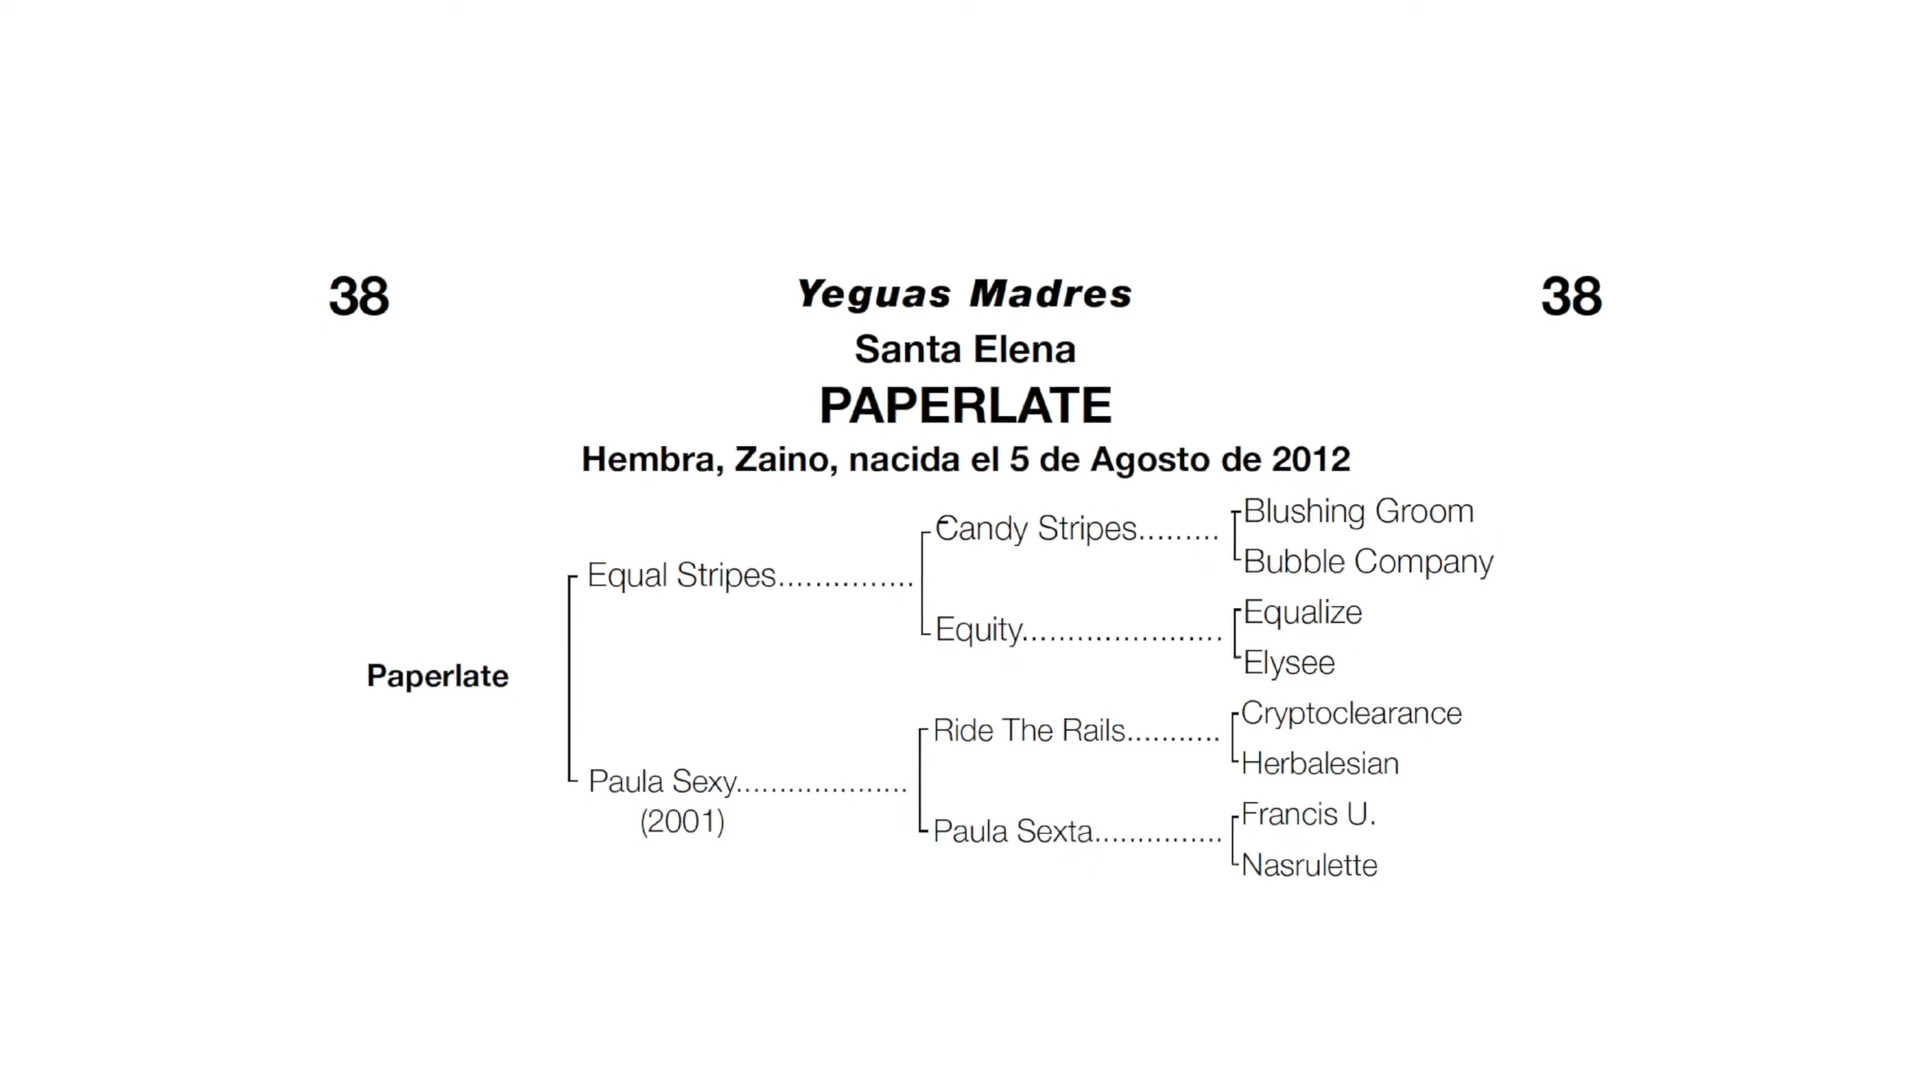 38 Yeguas Madres 38
Santa Elena
PAPERLATE
Hembra, Zaino, nacida el 5 de Agosto de 2012
Blushing Groom
Candy Stripes.........
Bubble Company
Equal Stripes...............
Equalize
Equity......................
Elysee
Paperlate
Cryptoclearance
Ride The Rails...........
Herbalesian
Paula Sexy....................
(2001)
Francis U.
Paula Sexta...............
Nasrulette